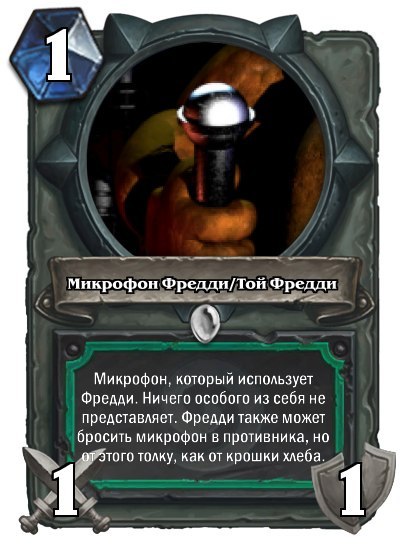 1
Микрофон Фредди/Той Фредди
Микрофон, который использует
Фредди. Ничего особого из себя не
представляет. Фредди также может
бросить микрофон в противника, но
от этого толку, как от крошки хлеба.
1
1